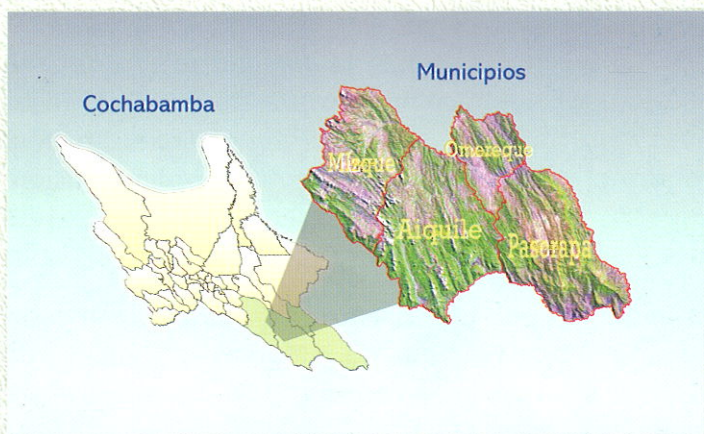 Municipios
Cochabamba
Omereque
Mizque
Aiquile
Pasorapa